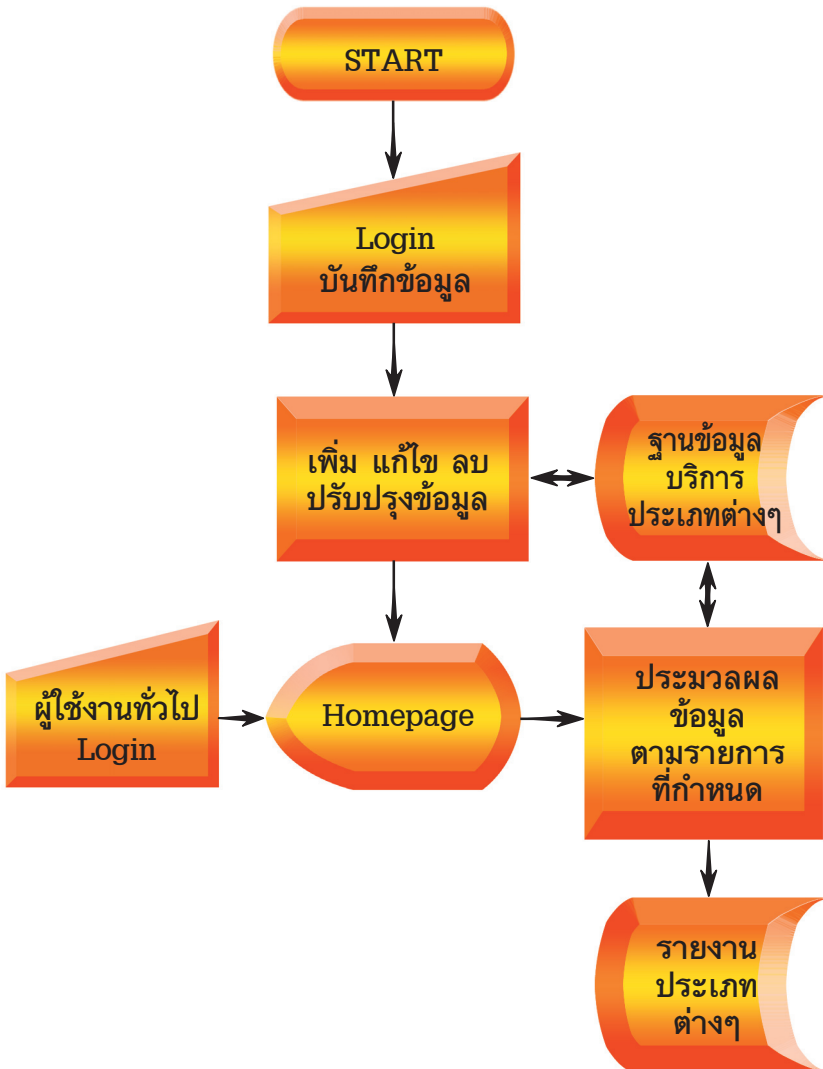 START
Login
บันทึกข้อมูล
เพิ่ม แก้ไข ลบ
ปรับปรุงข้อมูล
ฐานข้อมูล
บริการ
ประเภทต่างๆ
ผู้ใช้งานทั่วไป
Login
Homepage
ประมวลผล
ข้อมูล
ตามรายการ
ที่กำหนด
รายงาน
ประเภท
ต่างๆ